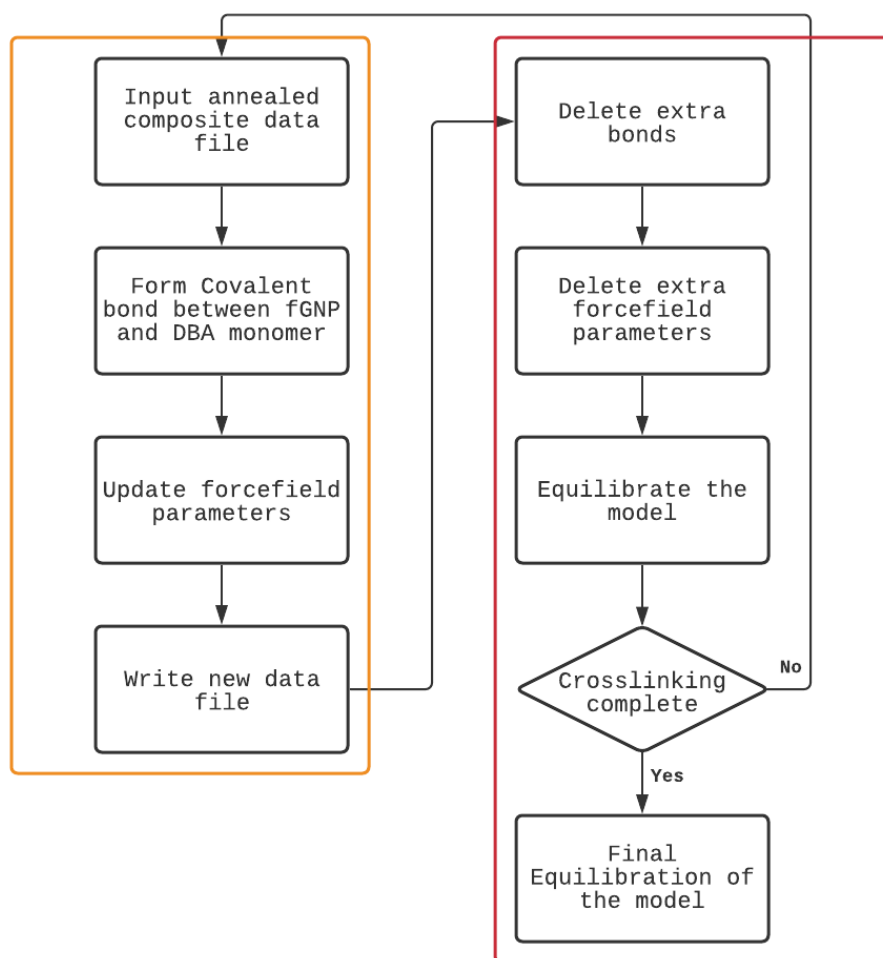 Input annealed
composite data
file
Form Covalent
bond between fGNP
and DBA monomer
Update forcefield
parameters
Write new data
file
Delete extra
bonds
Delete extra
forcefield
parameters
Equilibrate the
model
Crosslinking
complete
No
Yes
Final
Equilibration of
the model